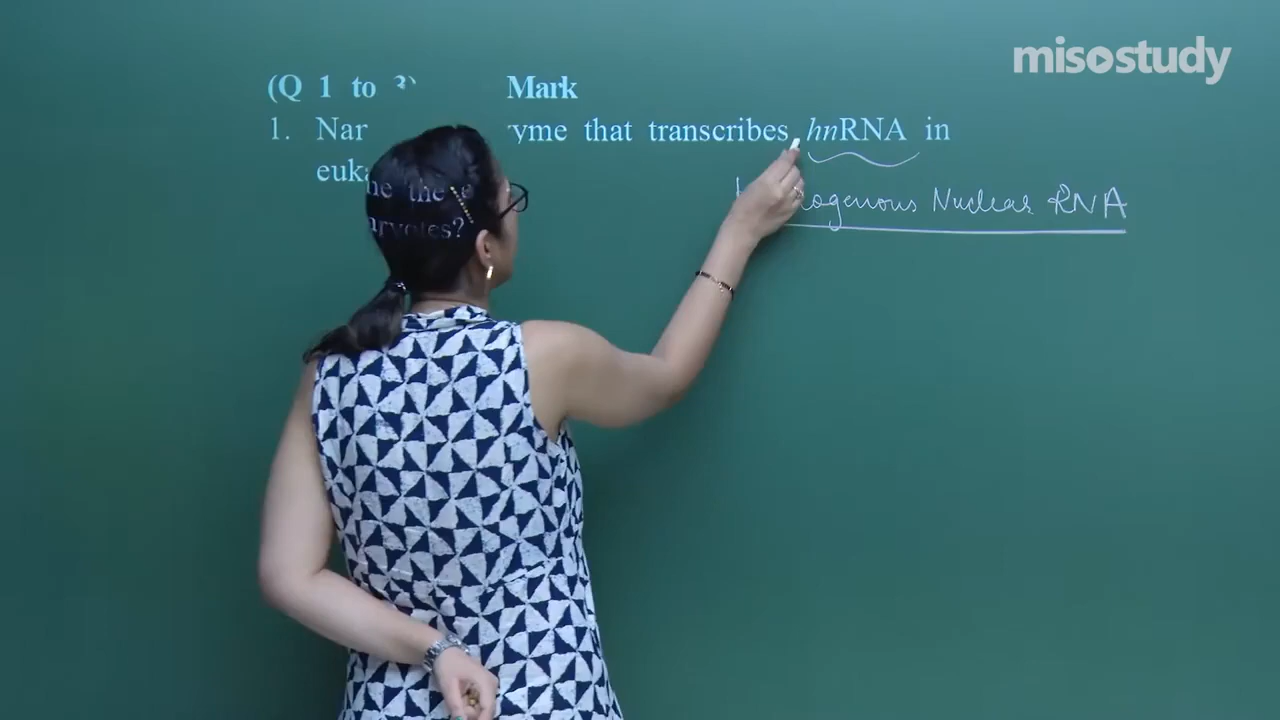 misostudy
(Q 1 to 3) Mark
1. Nar yme that transcribes hnRNA in
euka
ogenous Nuclear RNA